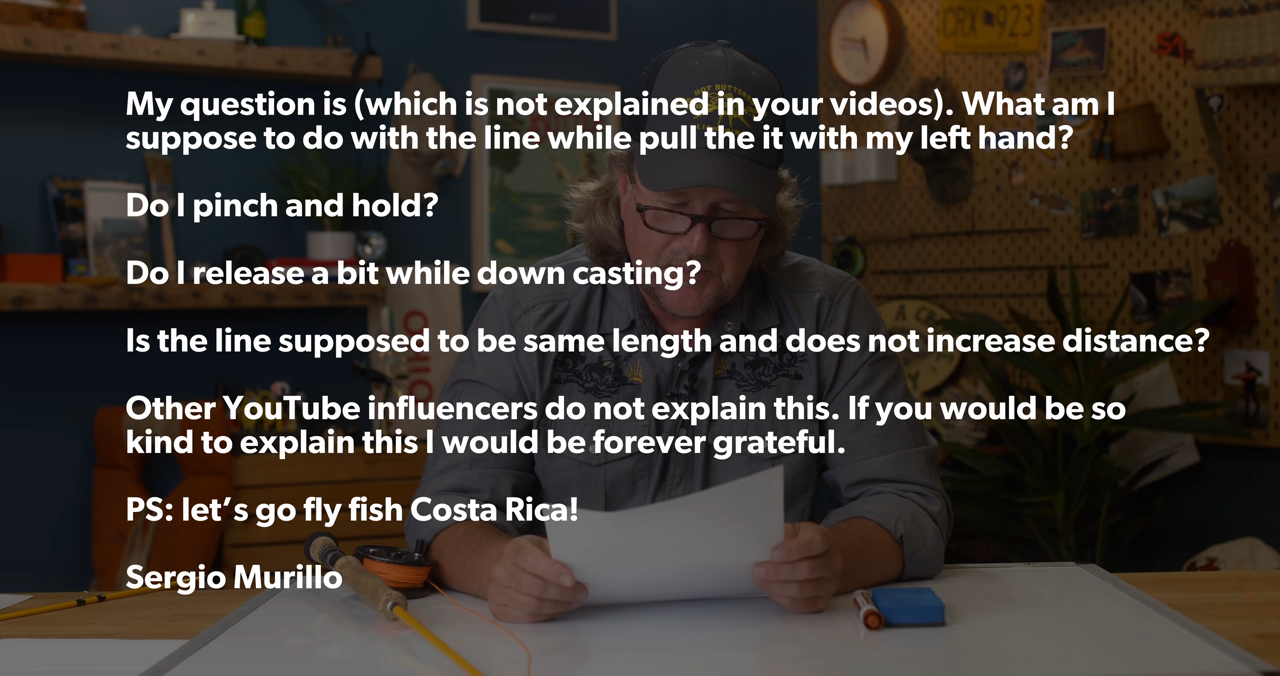 My question is (which is not explained in your videos). What am I
suppose to do with the line while pull the it with my left hand?
Do I pinch and hold?
Do I release a bit while down casting?
Is the line supposed to be same length and does not increase distance?
Other YouTube influencers do not explain this. If you would be so
kind to explain this I would be forever grateful.
PS: let’s go fly fish Costa Rica!
Sergio Murillo
CRX 923
HOT BUTTER